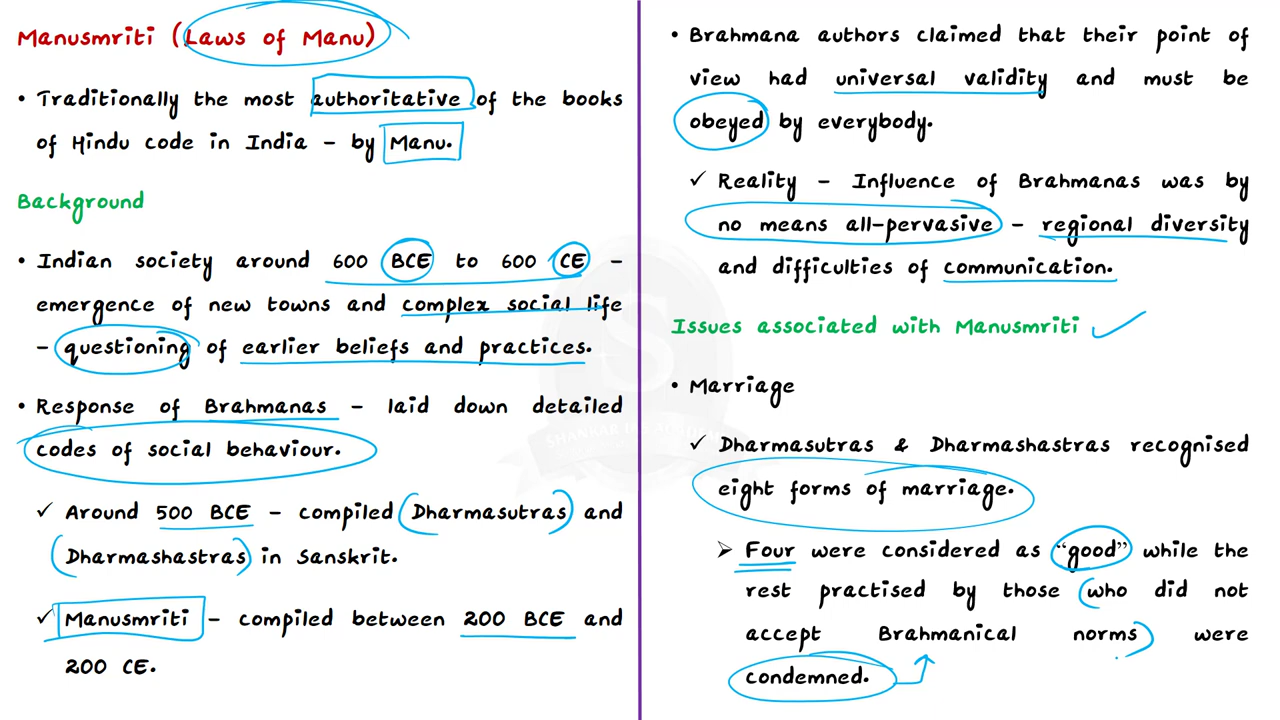 Manusmriti (Laws of Manu)
• Traditionally the most authoritative of the books
of Hindu code in India – by Manu.
Background
• Indian society around 600 BCE to 600 CE –
emergence of new towns and complex social life
– questioning of earlier beliefs and practices.
• Response of Brahmanas – laid down detailed
codes of social behaviour.
✓ Around 500 BCE – compiled Dharmasutras and
Dharmashastras in Sanskrit.
✓ Manusmriti – compiled between 200 BCE and
200 CE.
• Brahmana authors claimed that their point of
view had universal validity and must be
obeyed by everybody.
✓ Reality – Influence of Brahmanas was by
no means all-pervasive – regional diversity
and difficulties of communication.
Issues associated with Manusmriti
• Marriage
✓ Dharmasutras & Dharmashastras recognised
eight forms of marriage.
➢ Four were considered as “good” while the
rest practised by those who did not
accept Brahmanical norms were
condemned.
SHANKAR IAS ACADEMY